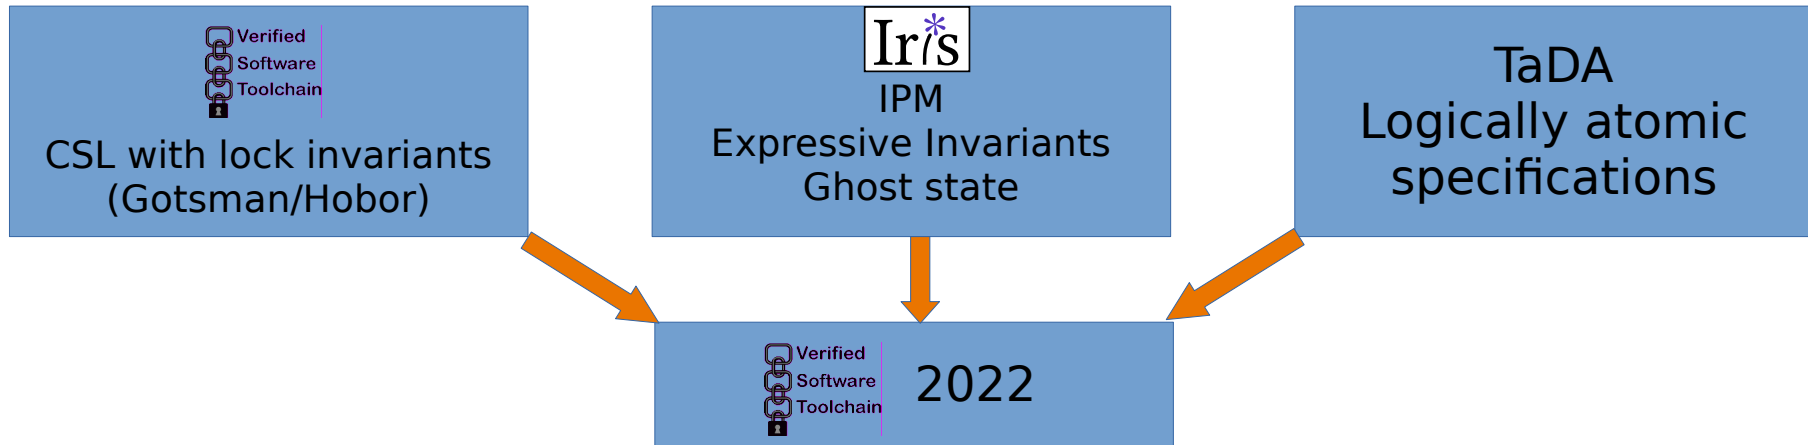 Verified
Software
Toolchain
CSL with lock invariants
(Gotsman/Hobor)
Iris
IPM
Expressive Invariants
Ghost state
TaDA
Logically atomic
specifications
Verified
Software
Toolchain
2022